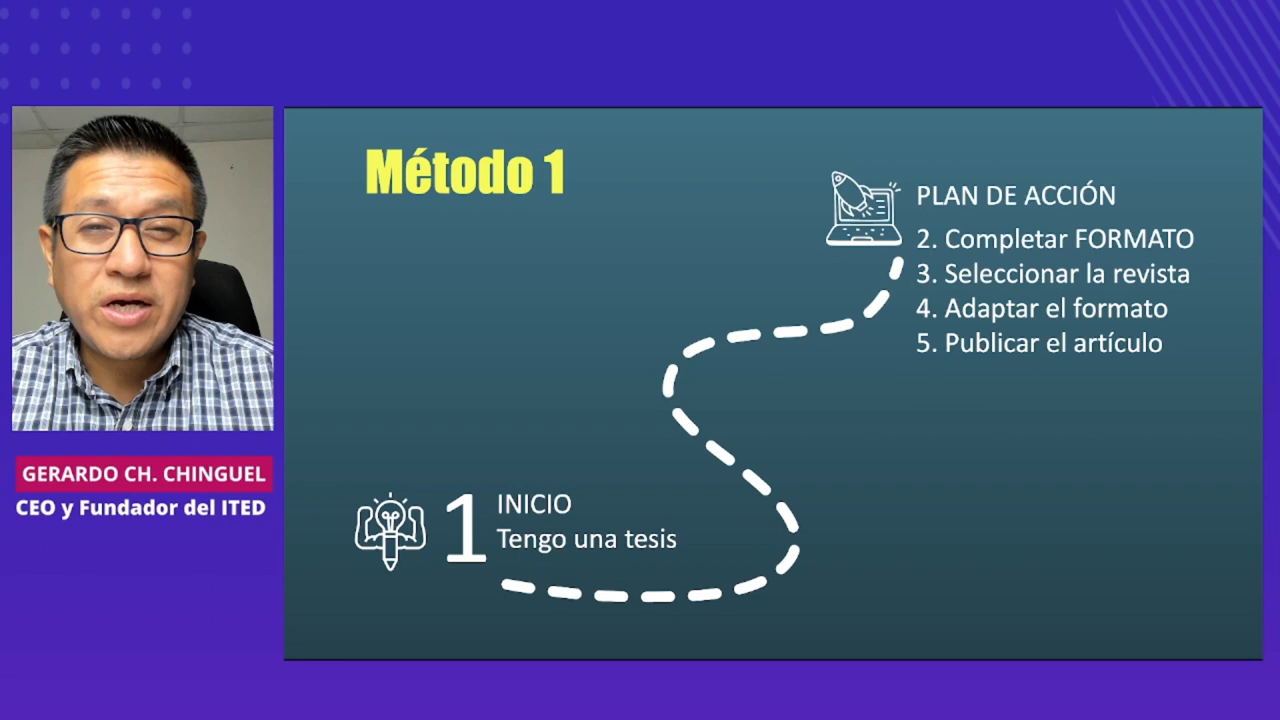 Método 1
PLAN DE ACCIÓN
2. Completar FORMATO
3. Seleccionar la revista
4. Adaptar el formato
5. Publicar el artículo
1
INICIO
Tengo una tesis
GERARDO CH. CHINGUEL
CEO y Fundador del ITED